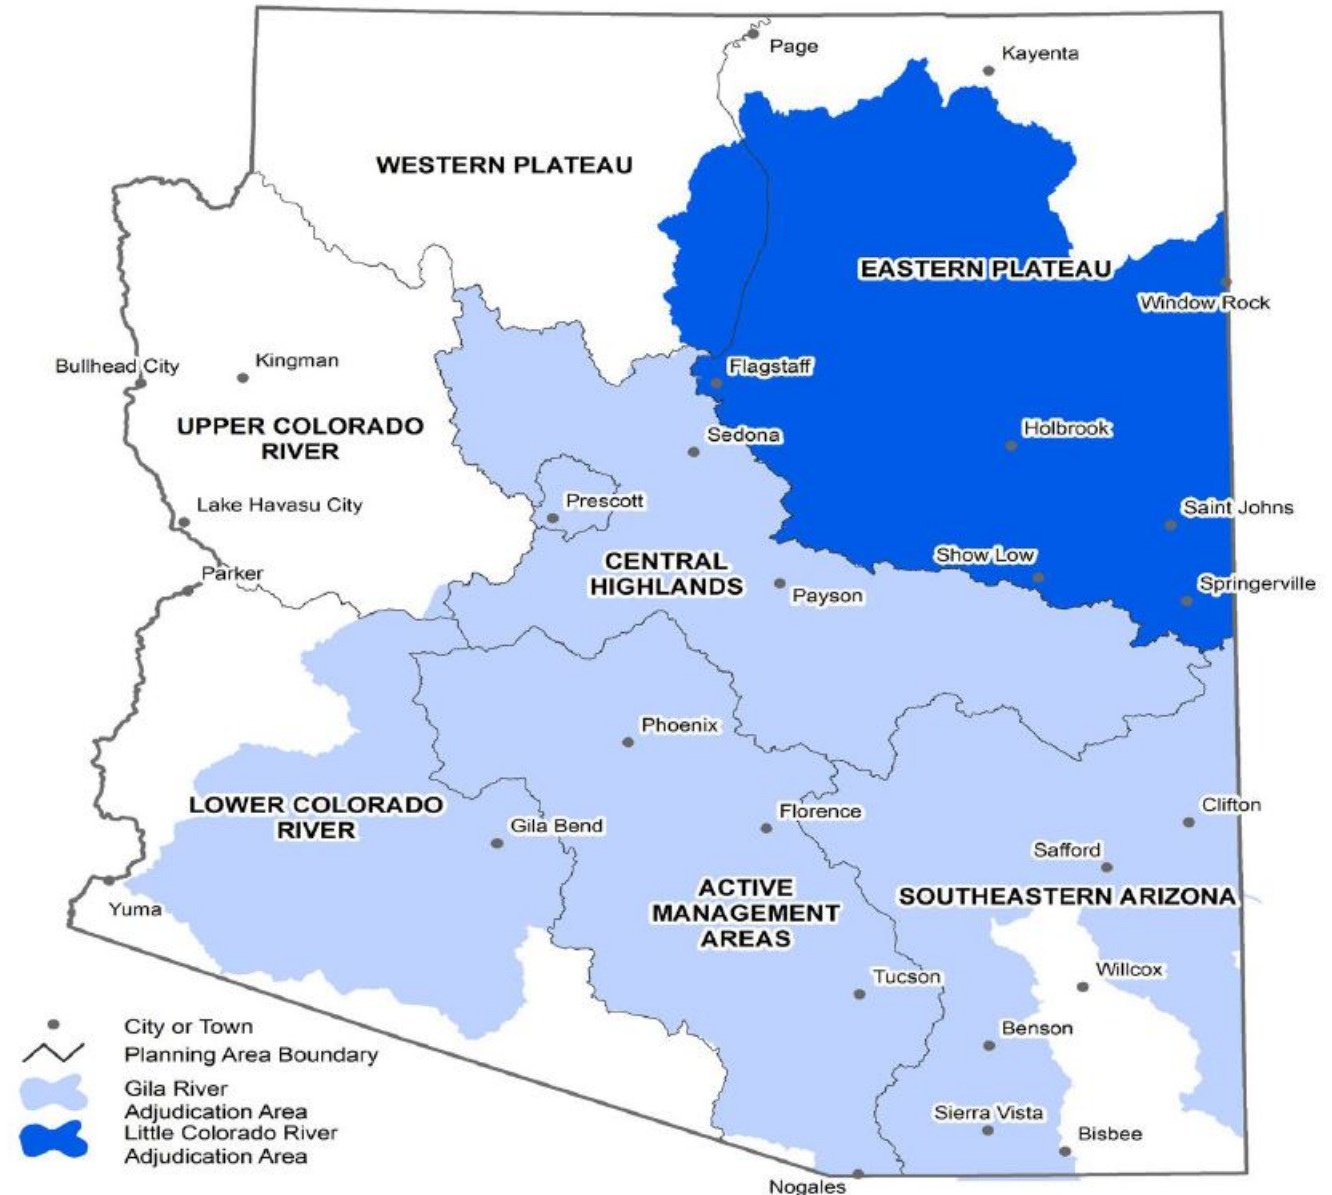 Page
Kayenta
WESTERN PLATEAU
EASTERN PLATEAU
Window Rock
Bullhead City
Kingman
Flagstaff
UPPER COLORADO
RIVER
Sedona
Holbrook
Lake Havasu City
Prescott
Saint Johns
Parker
CENTRAL
HIGHLANDS
Show Low
Payson
Springerville
Phoenix
LOWER COLORADO
RIVER
Gila Bend
Florence
Clifton
Safford
ACTIVE
MANAGEMENT
AREAS
SOUTHEASTERN ARIZONA
Yuma
Tucson
Willcox
Benson
Sierra Vista
Bisbee
Nogales
City or Town
Planning Area Boundary
Gila River
Adjudication Area
Little Colorado River
Adjudication Area